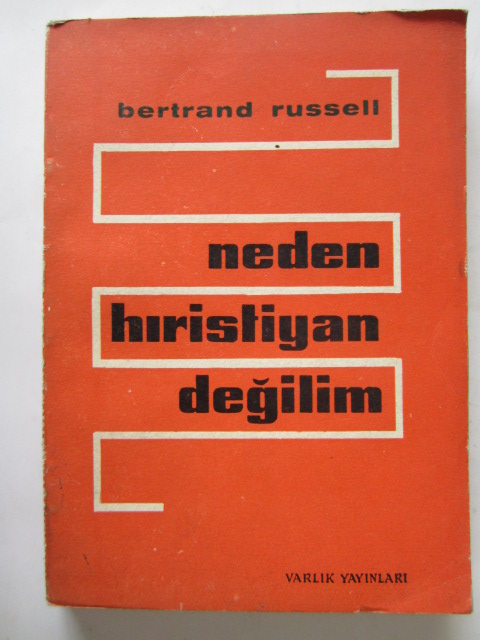 bertrand russell
neden
hıristiyan
değilim
VARLIK YAYINLARI